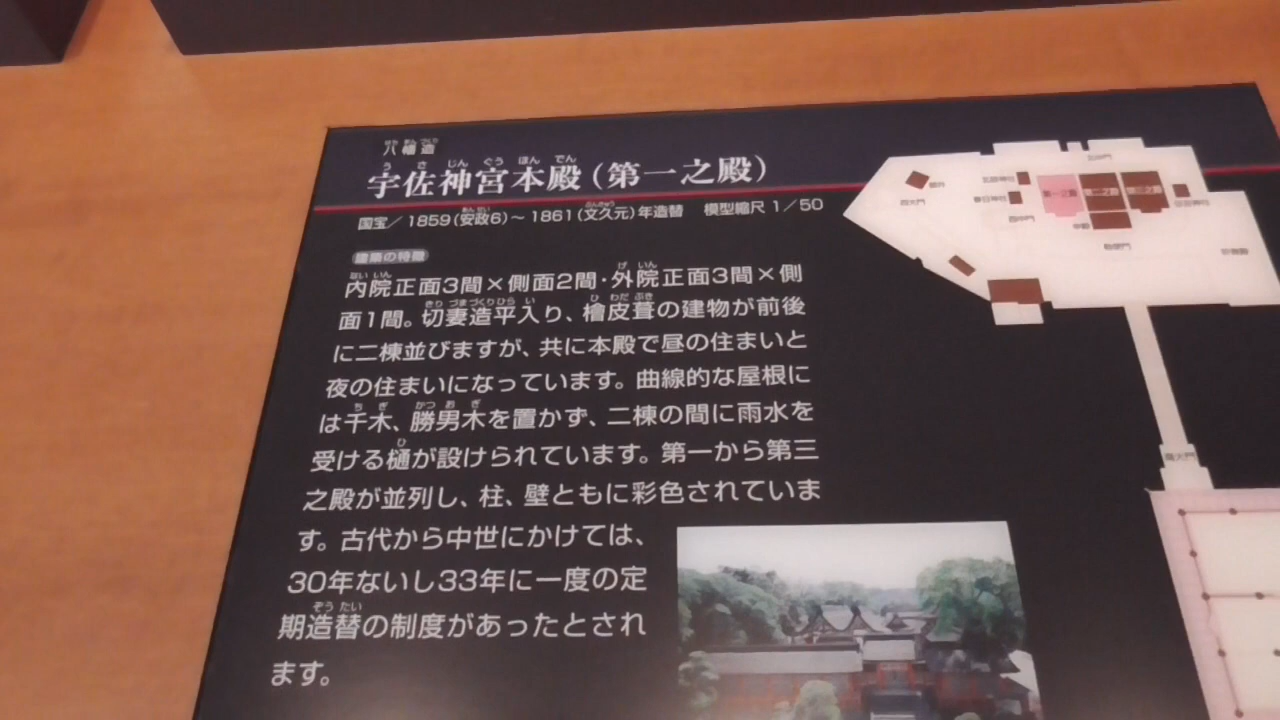 八幡造
宇佐神宮本殿(第一之殿)
国宝/1859(安政6)~1861(文久元)年造替 模型縮尺1/50
建築の特徴
内院正面3間×側面2間・外院正面3間×側
面1間。切妻造平入り、檜皮葺の建物が前後
に二棟並びますが、共に本殿で昼の住まいと
夜の住まいになっています。曲線的な屋根に
は千木、勝男木を置かず、二棟の間に雨水を
受ける樋が設けられています。第一から第三
之殿が並列し、柱、壁ともに彩色されていま
す。古代から中世にかけては、
30年ないし33年に一度の定
期造替の制度があったとされ
ます。
第一之殿